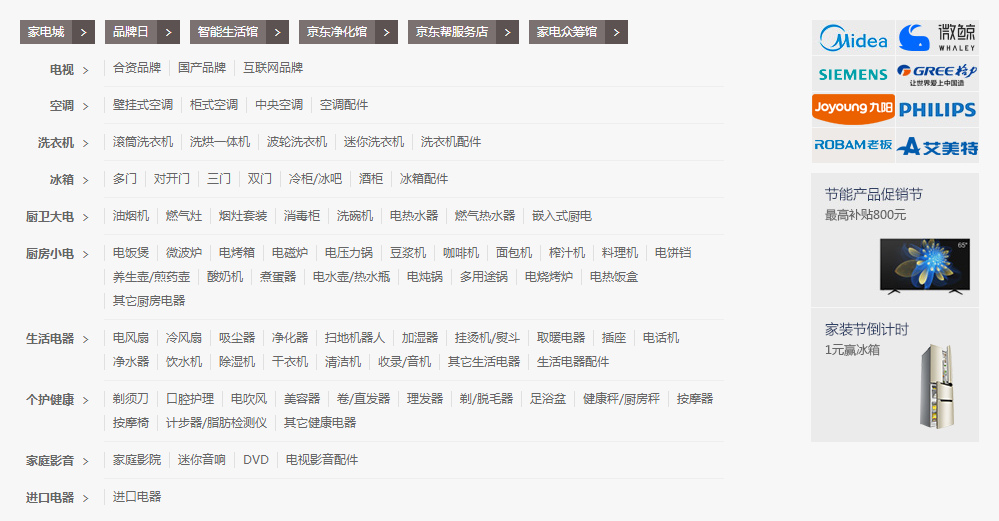 家电城 > 品牌日 > 智能生活馆 > 京东净化馆 > 京东帮服务店 > 家电众筹馆 >
电视 > 合资品牌 国产品牌 互联网品牌
空调 > 壁挂式空调 柜式空调 中央空调 空调配件
洗衣机 > 滚筒洗衣机 洗烘一体机 波轮洗衣机 迷你洗衣机 洗衣机配件
冰箱 > 多门 对开门 三门 双门 冷柜/冰吧 酒柜 冰箱配件
厨卫大电 > 油烟机 燃气灶 烟灶套装 消毒柜 洗碗机 电热水器 燃气热水器 嵌入式厨电
厨房小电 > 电饭煲 微波炉 电烤箱 电磁炉 电压力锅 豆浆机 咖啡机 面包机 榨汁机 料理机 电饼铛
养生壶/煎药壶 酸奶机 煮蛋器 电水壶/热水瓶 电炖锅 多用途锅 电烧烤炉 电热饭盒
其它厨房电器
生活电器 > 电风扇 冷风扇 吸尘器 净化器 扫地机器人 加湿器 挂烫机/熨斗 取暖电器 插座 电话机
净水器 饮水机 除湿机 干衣机 清洁机 收录/音机 其它生活电器 生活电器配件
个护健康 > 剃须刀 口腔护理 电吹风 美容器 卷/直发器 理发器 剃/脱毛器 足浴盆 健康秤/厨房秤 按摩器
按摩椅 计步器/脂肪检测仪 其它健康电器
家庭影音 > 家庭影院 迷你音响 DVD 电视影音配件
进口电器 > 进口电器
Midea 微鲸
WHALEY
SIEMENS GREE格力
让世界爱上中国造
Joyoung九阳 PHILIPS
ROBAM老板 艾美特
节能产品促销节
最高补贴800元
65"
家装节倒计时
1元赢冰箱